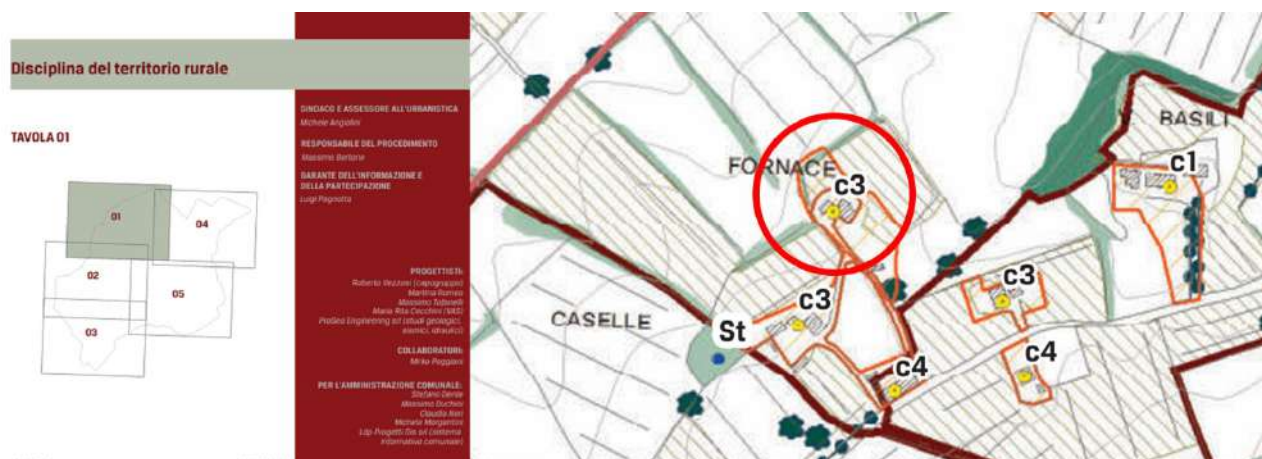 Disciplina del territorio rurale
TAVOLA 01
01
04
02
05
03
SINDACO E ASSESSORE ALL'URBANISTICA
Michele Angiolini
RESPONSABILE DEL PROCEDIMENTO
Massimo Bertone
GARANTE DELL'INFORMAZIONE E
DELLA PARTECIPAZIONE
Luigi Pagnotta
PROGETTISTI:
Roberto Vezzosi (capogruppo)
Martina Romeo
Massimo Tofanelli
Maria Rita Cecchini (VAS)
ProGeo Engineering srl (studi geologici,
sismici, idraulici)
COLLABORATORI:
Mirko Poggiani
PER L'AMMINISTRAZIONE COMUNALE:
Stefano Dente
Massimo Duchini
Claudia Neri
Michele Morgantini
Ldp Progetti Gis srl (sistema
informativo comunale)
FORNACE
c3
V. BASILI
c1
CASELLE
c3
c3
St
c4
c4